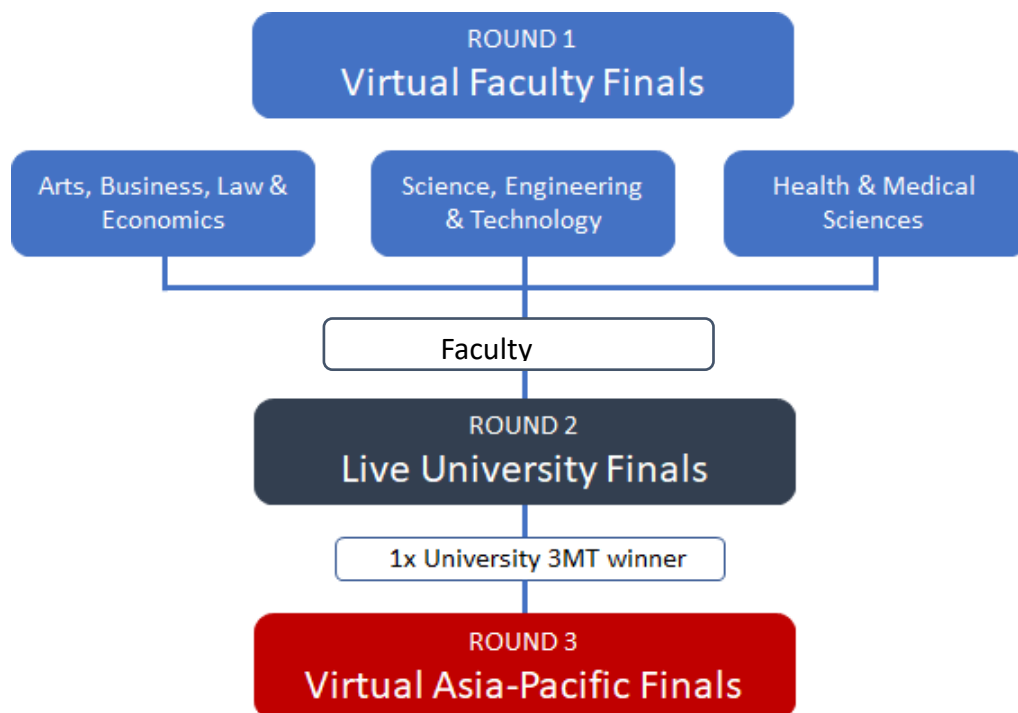 ROUND 1
Virtual Faculty Finals
Arts, Business, Law &
Economics
Science, Engineering
& Technology
Health & Medical
Sciences
Faculty
ROUND 2
Live University Finals
1x University 3MT winner
ROUND 3
Virtual Asia-Pacific Finals